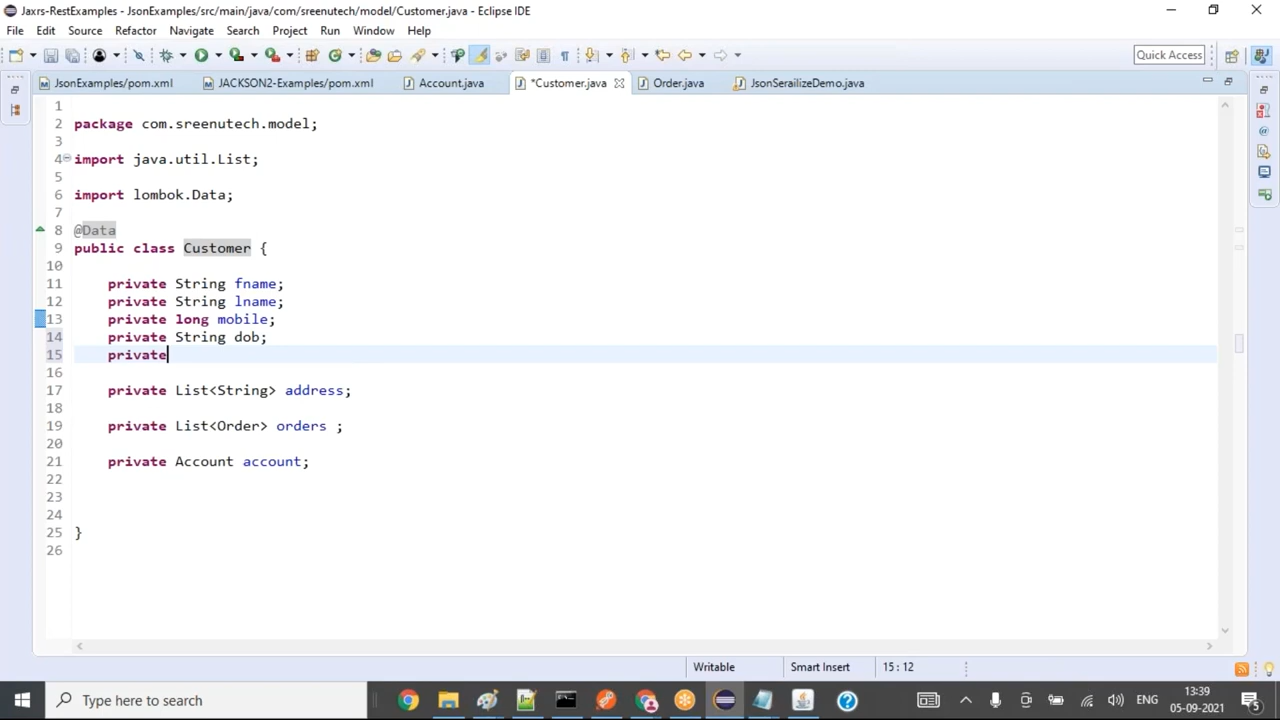 Jaxrs-RestExamples - JsonExamples/src/main/java/com/sreenutech/model/Customer.java - Eclipse IDE
File Edit Source Refactor Navigate Search Project Run Window Help
Quick Access
JsonExamples/pom.xml JACKSON2-Examples/pom.xml Account.java *Customer.java Order.java JsonSerailizeDemo.java
1
2 package com.sreenutech.model;
3
4 import java.util.List;
5
6 import lombok.Data;
7
8 @Data
9 public class Customer {
10
11 private String fname;
12 private String lname;
13 private long mobile;
14 private String dob;
15 private
16
17 private List<String> address;
18
19 private List<Order> orders ;
20
21 private Account account;
22
23
24
25 }
26
Writable Smart Insert 15 : 12
Type here to search
ENG
13:39
05-09-2021
5